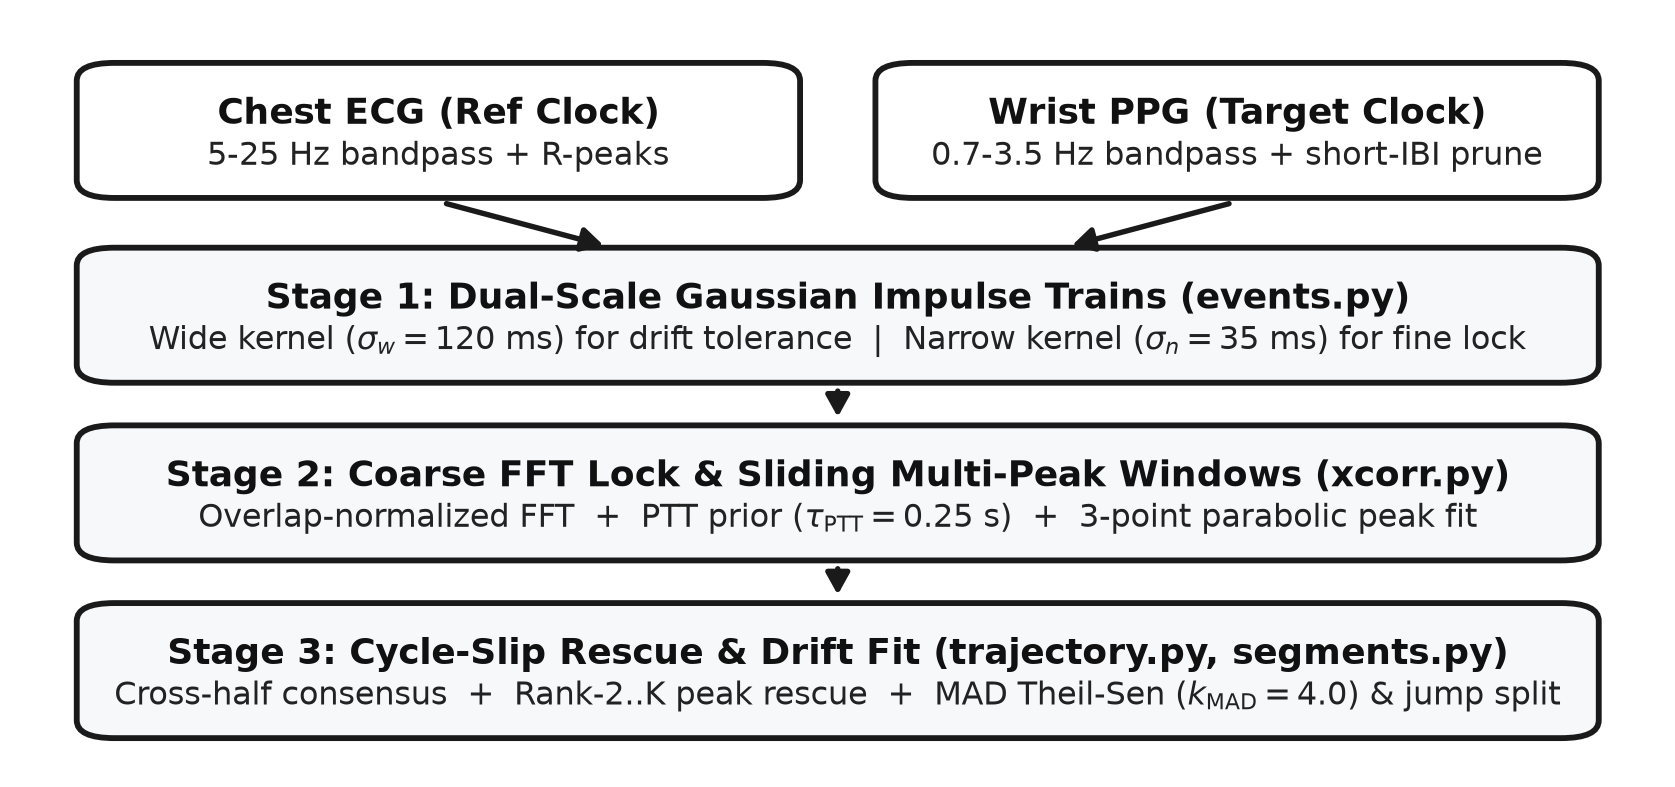 Chest ECG (Ref Clock)
5-25 Hz bandpass + R-peaks
Wrist PPG (Target Clock)
0.7-3.5 Hz bandpass + short-IBI prune
Stage 1: Dual-Scale Gaussian Impulse Trains (events.py)
Wide kernel (σ_w = 120 ms) for drift tolerance | Narrow kernel (σ_n = 35 ms) for fine lock
Stage 2: Coarse FFT Lock & Sliding Multi-Peak Windows (xcorr.py)
Overlap-normalized FFT + PTT prior (τ_PTT = 0.25 s) + 3-point parabolic peak fit
Stage 3: Cycle-Slip Rescue & Drift Fit (trajectory.py, segments.py)
Cross-half consensus + Rank-2..K peak rescue + MAD Theil-Sen (k_MAD = 4.0) & jump split